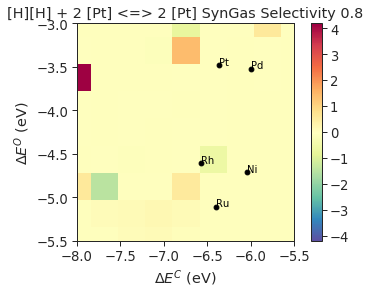 [H][H] + 2 [Pt] <=> 2 [Pt] SynGas Selectivity 0.8
−3.0
−3.5
−4.0
−4.5
−5.0
−5.5
ΔE^O (eV)
Pt
Pd
Rh
Ni
Ru
−8.0 −7.5 −7.0 −6.5 −6.0 −5.5
ΔE^C (eV)
4
3
2
1
0
−1
−2
−3
−4